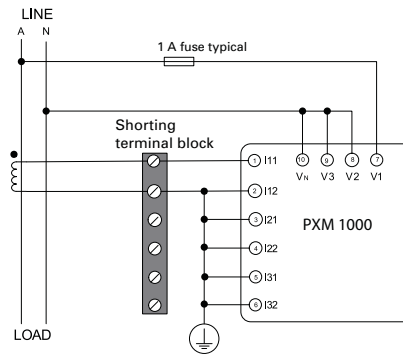 LINE
A N
1 A fuse typical
Shorting
terminal block
1 I11
2 I12
3 I21
4 I22
5 I31
6 I32
10 9 8 7
VN V3 V2 V1
PXM 1000
LOAD